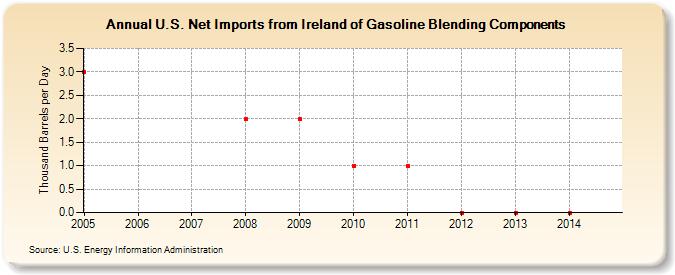 Annual U.S. Net Imports from Ireland of Gasoline Blending Components
Thousand Barrels per Day
3.5
3.0
2.5
2.0
1.5
1.0
0.5
0.0
2005 2006 2007 2008 2009 2010 2011 2012 2013 2014
Source: U.S. Energy Information Administration